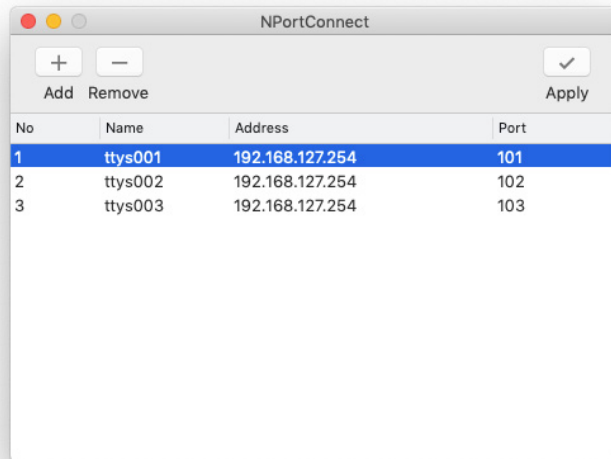 NPortConnect
Add Remove Apply
No Name Address Port
1 ttys001 192.168.127.254 101
2 ttys002 192.168.127.254 102
3 ttys003 192.168.127.254 103